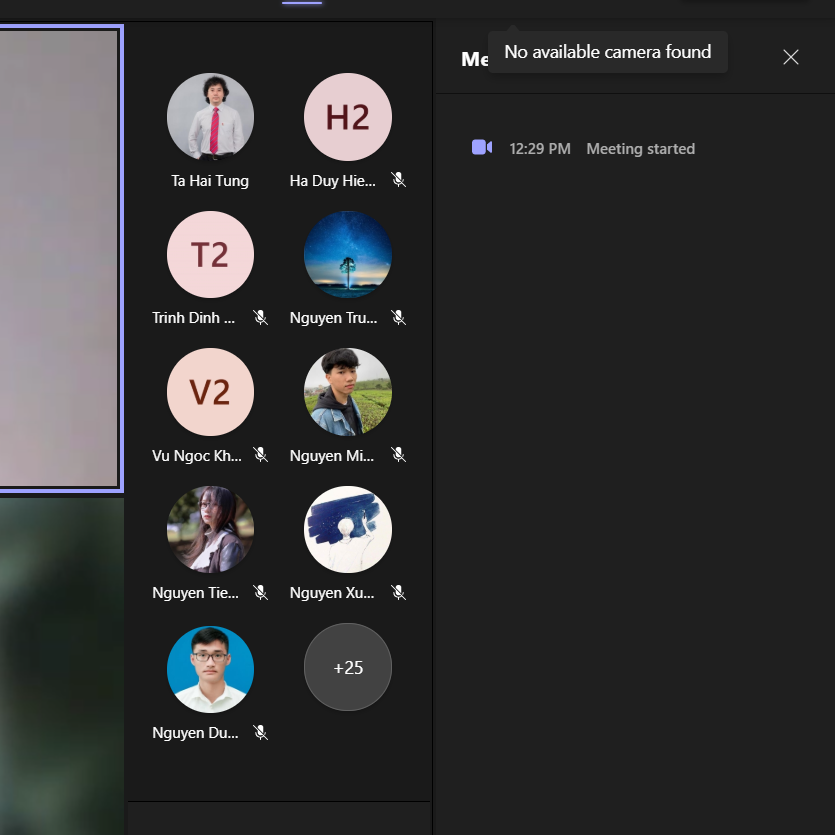 Me
No available camera found
12:29 PM Meeting started
H2
Ta Hai Tung
Ha Duy Hie...
T2
Trinh Dinh ...
Nguyen Tru...
V2
Vu Ngoc Kh...
Nguyen Mi...
Nguyen Tie...
Nguyen Xu...
+25
Nguyen Du...